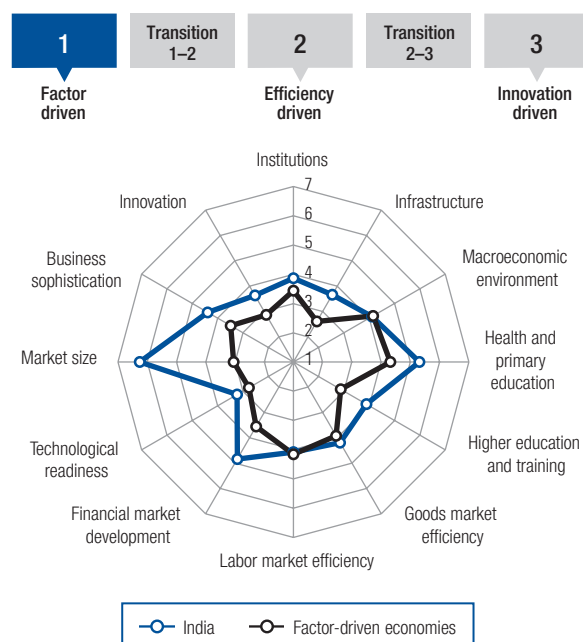 1
Transition
1–2
2
Transition
2–3
3
Factor
driven
Efficiency
driven
Innovation
driven
Institutions
7
Innovation
Infrastructure
6
5
Business
sophistication
Macroeconomic
environment
4
3
2
Market size
1
Health and
primary
education
Technological
readiness
Higher education
and training
Financial market
development
Goods market
efficiency
Labor market efficiency
India
Factor-driven economies